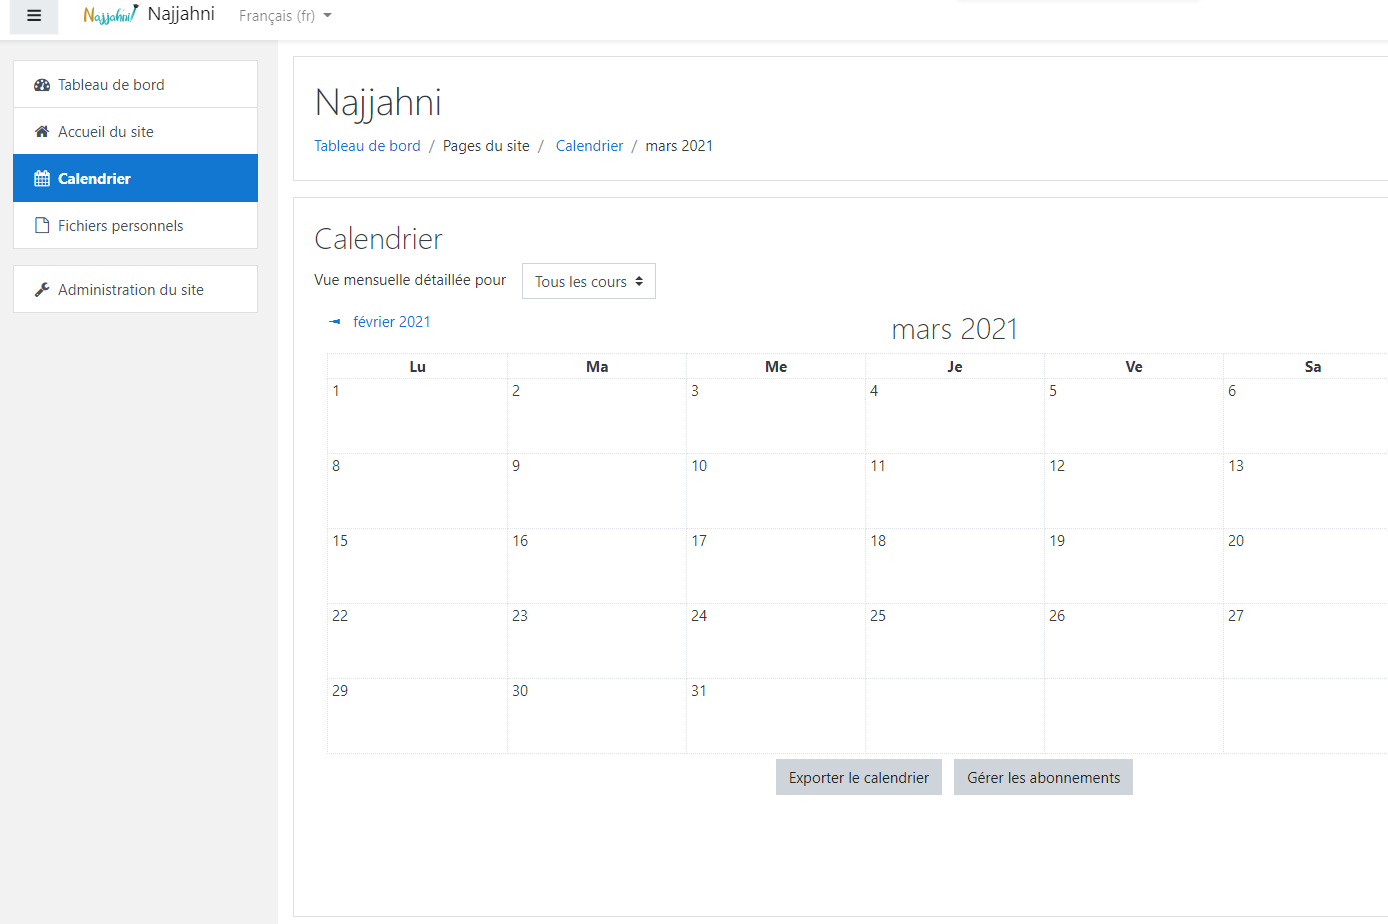 Najjahni Najjahni Français (fr)
Tableau de bord
Accueil du site
Calendrier
Fichiers personnels
Administration du site
Najjahni
Tableau de bord / Pages du site / Calendrier / mars 2021
Calendrier
Vue mensuelle détaillée pour Tous les cours
◄ février 2021
mars 2021
Lu Ma Me Je Ve Sa
1 2 3 4 5 6
8 9 10 11 12 13
15 16 17 18 19 20
22 23 24 25 26 27
29 30 31
Exporter le calendrier Gérer les abonnements